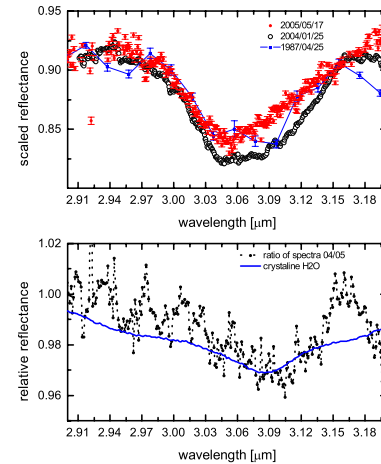 0.95
0.90
0.85
scaled reflectance
2005/05/17
2004/01/25
1987/04/25
2.91 2.94 2.97 3.00 3.03 3.06 3.09 3.12 3.15 3.18
wavelength [μm]
1.02
1.00
0.98
0.96
relative reflectance
ratio of spectra 04/05
crystaline H2O
2.91 2.94 2.97 3.00 3.03 3.06 3.09 3.12 3.15 3.18
wavelength [μm]